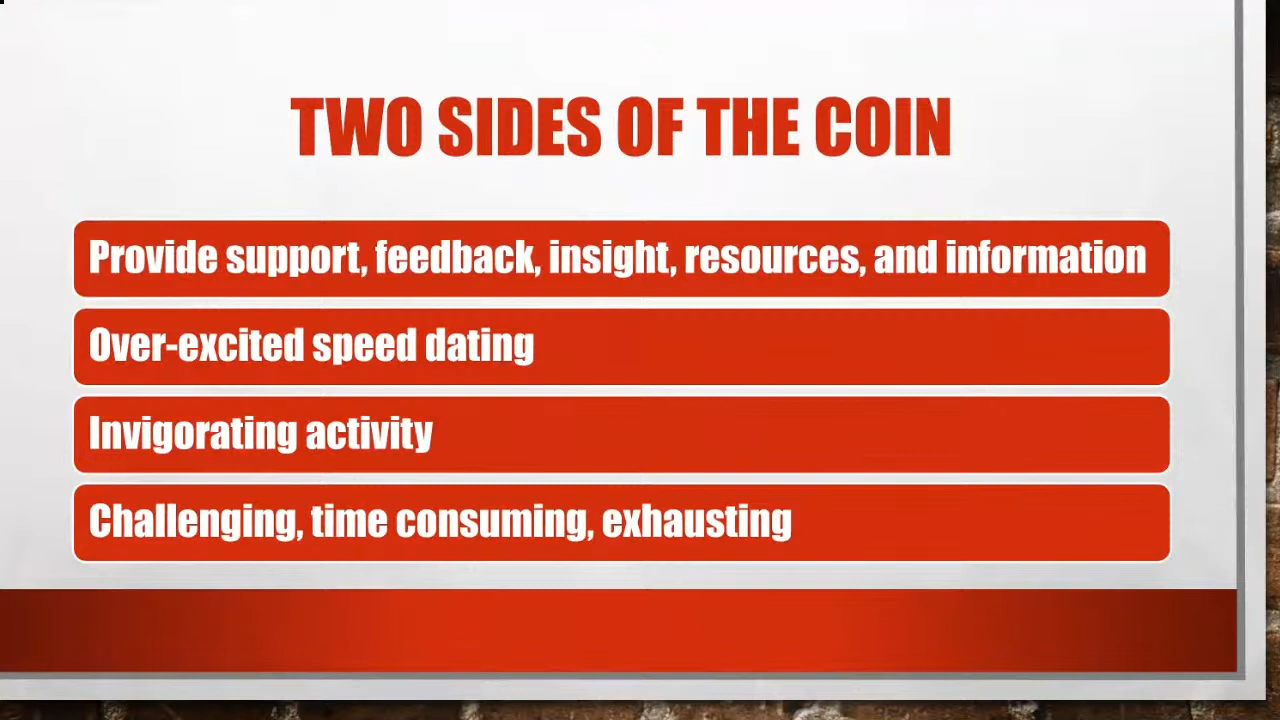 TWO SIDES OF THE COIN
Provide support, feedback, insight, resources, and information
Over-excited speed dating
Invigorating activity
Challenging, time consuming, exhausting